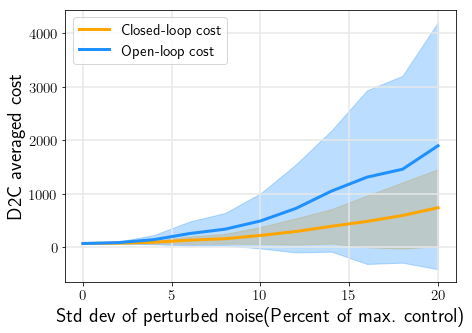 Closed-loop cost
Open-loop cost
4000
3000
2000
1000
0
D2C averaged cost
0 5 10 15 20
Std dev of perturbed noise(Percent of max. control)